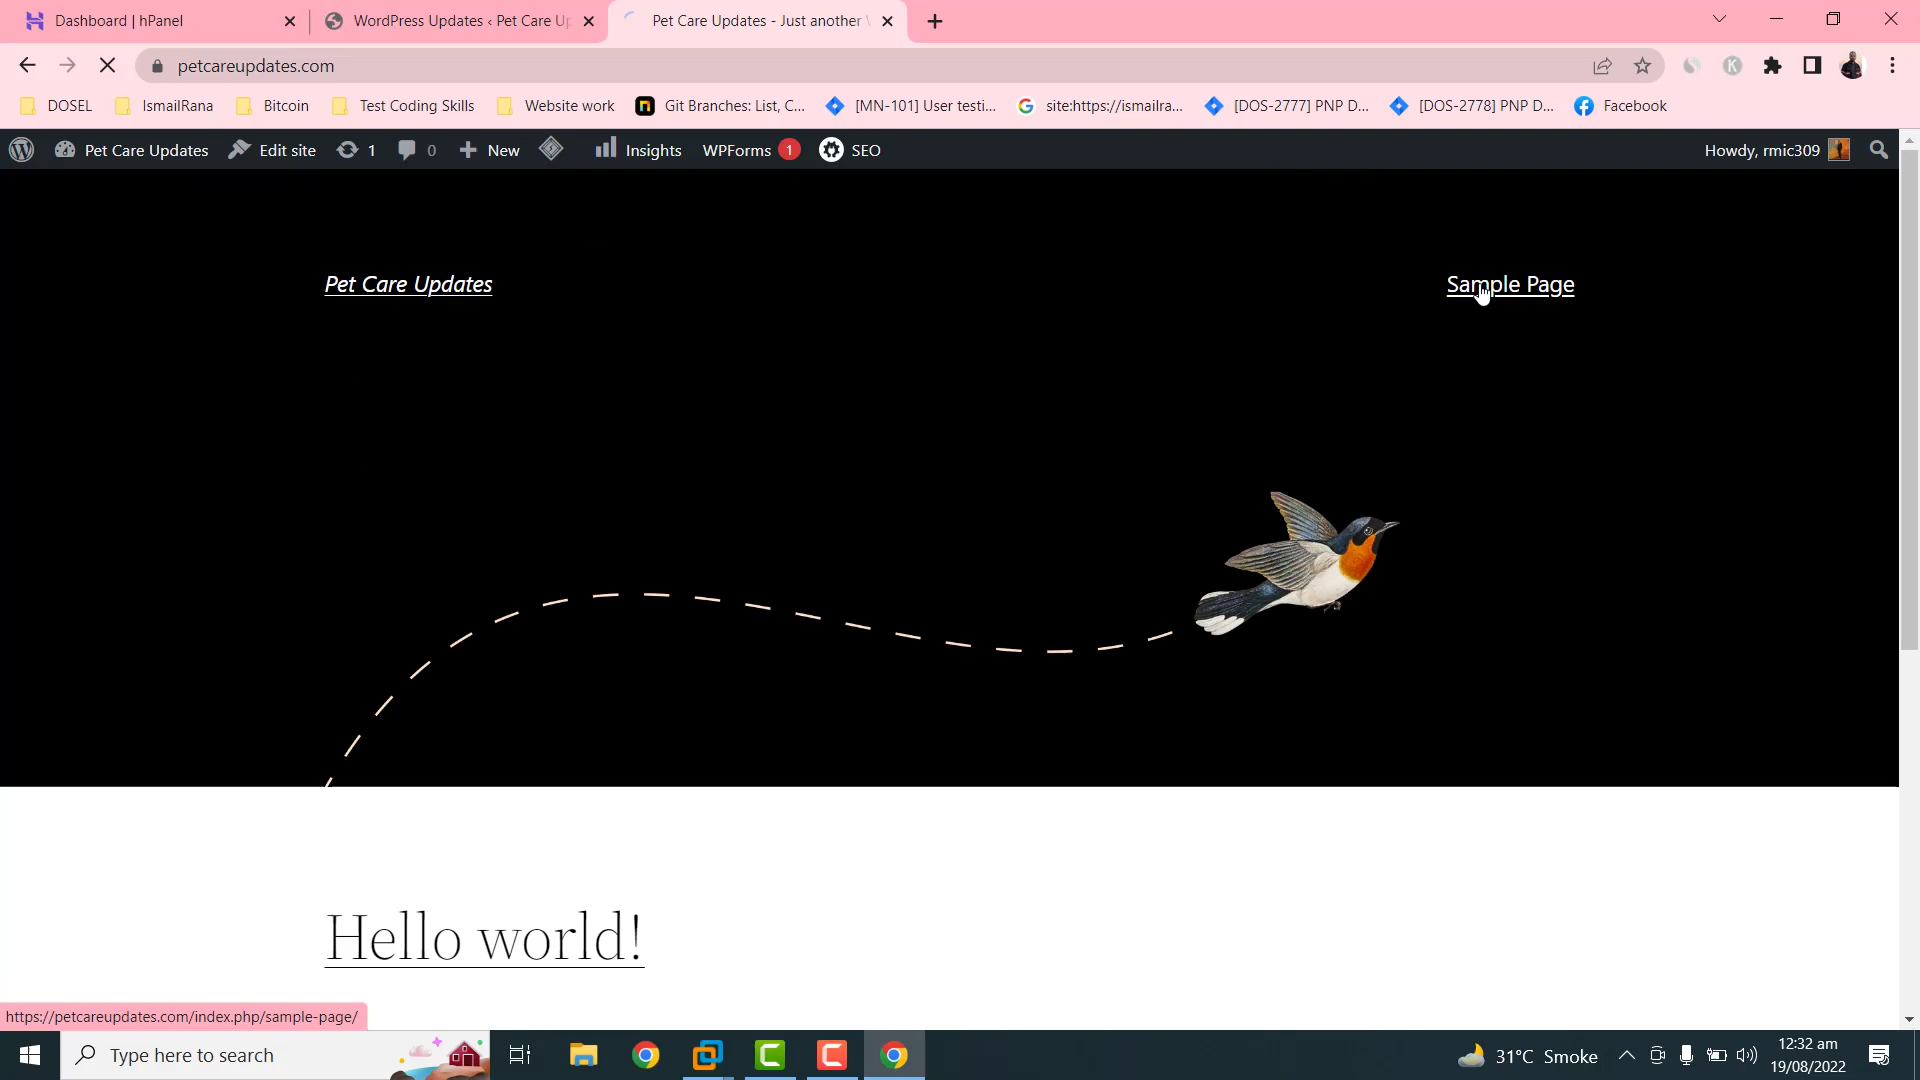 Dashboard | hPanel
WordPress Updates ‹ Pet Care Up
Pet Care Updates - Just another
petcareupdates.com
DOSEL
IsmailRana
Bitcoin
Test Coding Skills
Website work
Git Branches: List, C...
[MN-101] User testi...
site:https://ismailra...
[DOS-2777] PNP D...
[DOS-2778] PNP D...
Facebook
Pet Care Updates
Edit site
1
0
New
Insights
WPForms 1
SEO
Howdy, rmic309
Pet Care Updates
Sample Page
Hello world!
https://petcareupdates.com/index.php/sample-page/
Type here to search
31°C Smoke
12:32 am
19/08/2022